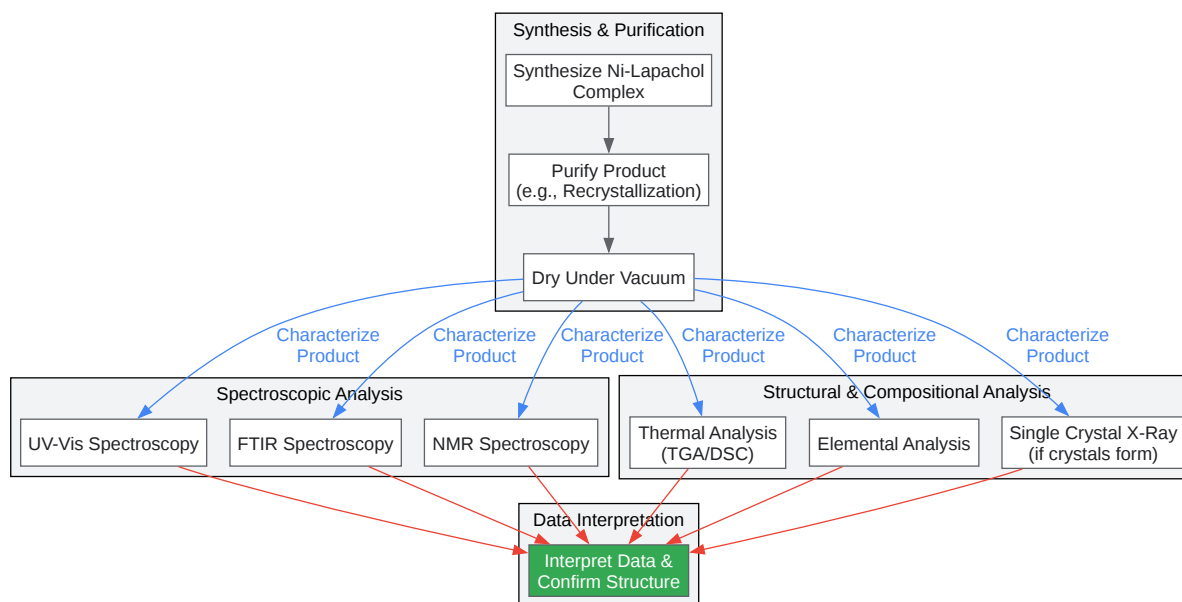 Synthesis & Purification
Synthesize Ni-Lapachol
Complex
Purify Product
(e.g., Recrystallization)
Dry Under Vacuum
Characterize
Product
Characterize
Product
Characterize
Product
Characterize
Product
Characterize
Product
Characterize
Product
Spectroscopic Analysis
UV-Vis Spectroscopy
FTIR Spectroscopy
NMR Spectroscopy
Structural & Compositional Analysis
Thermal Analysis
(TGA/DSC)
Elemental Analysis
Single Crystal X-Ray
(if crystals form)
Data Interpretation
Interpret Data &
Confirm Structure